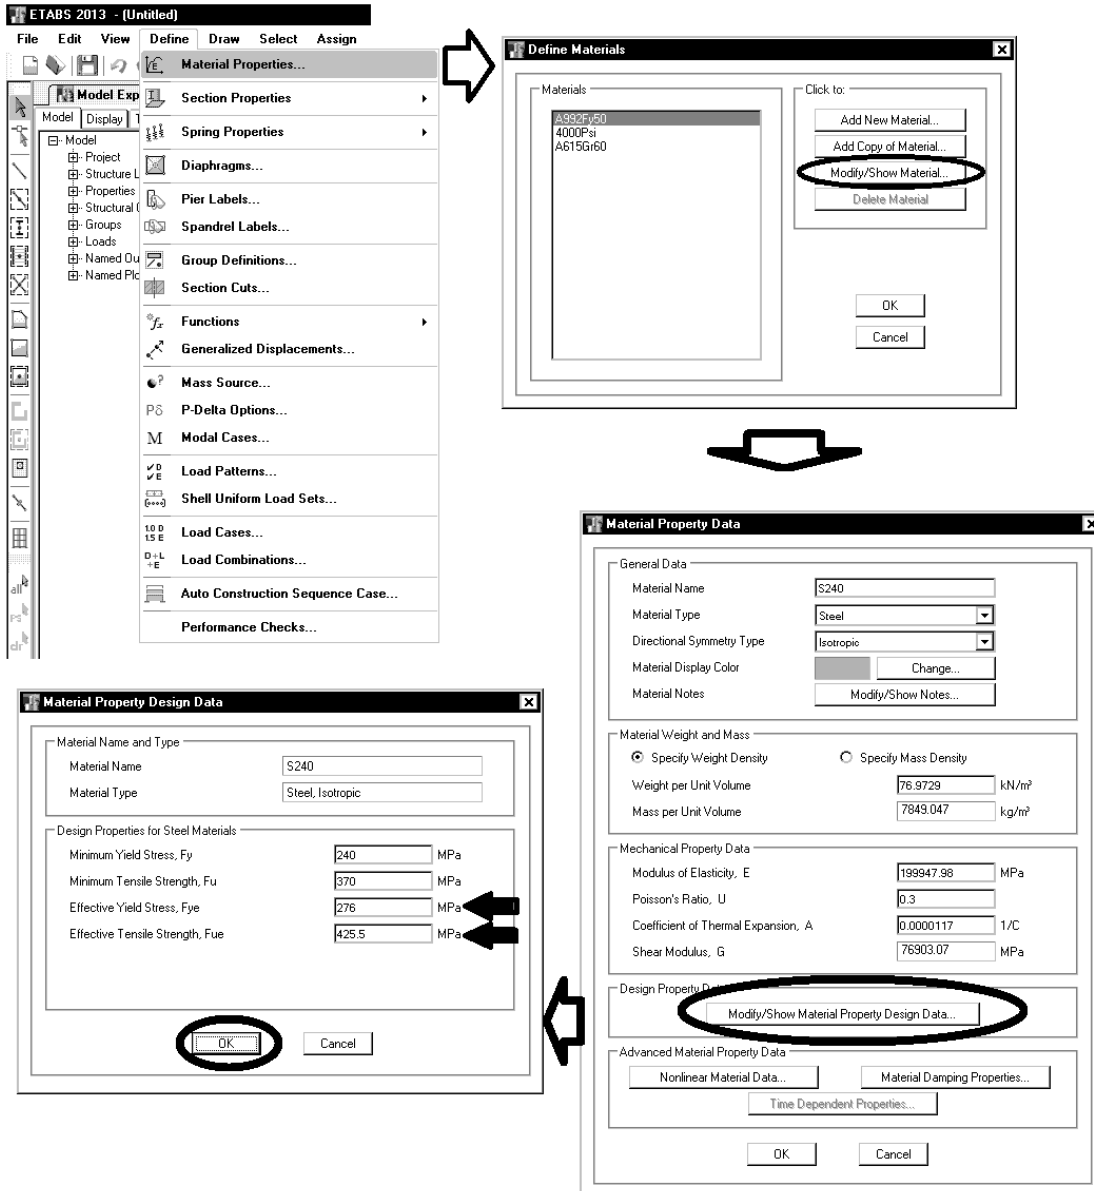 ETABS 2013 - (Untitled)
File Edit View Define Draw Select Assign
Material Properties...
Section Properties
Spring Properties
Diaphragms...
Pier Labels...
Spandrel Labels...
Group Definitions...
Section Cuts...
Functions
Generalized Displacements...
Mass Source...
P-Delta Options...
Modal Cases...
Load Patterns...
Shell Uniform Load Sets...
Load Cases...
Load Combinations...
Auto Construction Sequence Case...
Performance Checks...
Model Exp
Model Display T
Model
Project
Structure L
Properties
Structural
Groups
Loads
Named Ou
Named Plo
all
ps
dr
Define Materials
Materials
A992Fy50
4000Psi
A615Gr60
Click to:
Add New Material...
Add Copy of Material...
Modify/Show Material...
Delete Material
OK
Cancel
Material Property Data
General Data
Material Name S240
Material Type Steel
Directional Symmetry Type Isotropic
Material Display Color Change...
Material Notes Modify/Show Notes...
Material Weight and Mass
Specify Weight Density Specify Mass Density
Weight per Unit Volume 76.9729 kN/m³
Mass per Unit Volume 7849.047 kg/m³
Mechanical Property Data
Modulus of Elasticity, E 199947.98 MPa
Poisson's Ratio, U 0.3
Coefficient of Thermal Expansion, A 0.0000117 1/C
Shear Modulus, G 76903.07 MPa
Design Property D
Modify/Show Material Property Design Data...
Advanced Material Property Data
Nonlinear Material Data... Material Damping Properties...
Time Dependent Properties...
OK Cancel
Material Property Design Data
Material Name and Type
Material Name S240
Material Type Steel, Isotropic
Design Properties for Steel Materials
Minimum Yield Stress, Fy 240 MPa
Minimum Tensile Strength, Fu 370 MPa
Effective Yield Stress, Fye 276 MPa
Effective Tensile Strength, Fue 425.5 MPa
OK Cancel